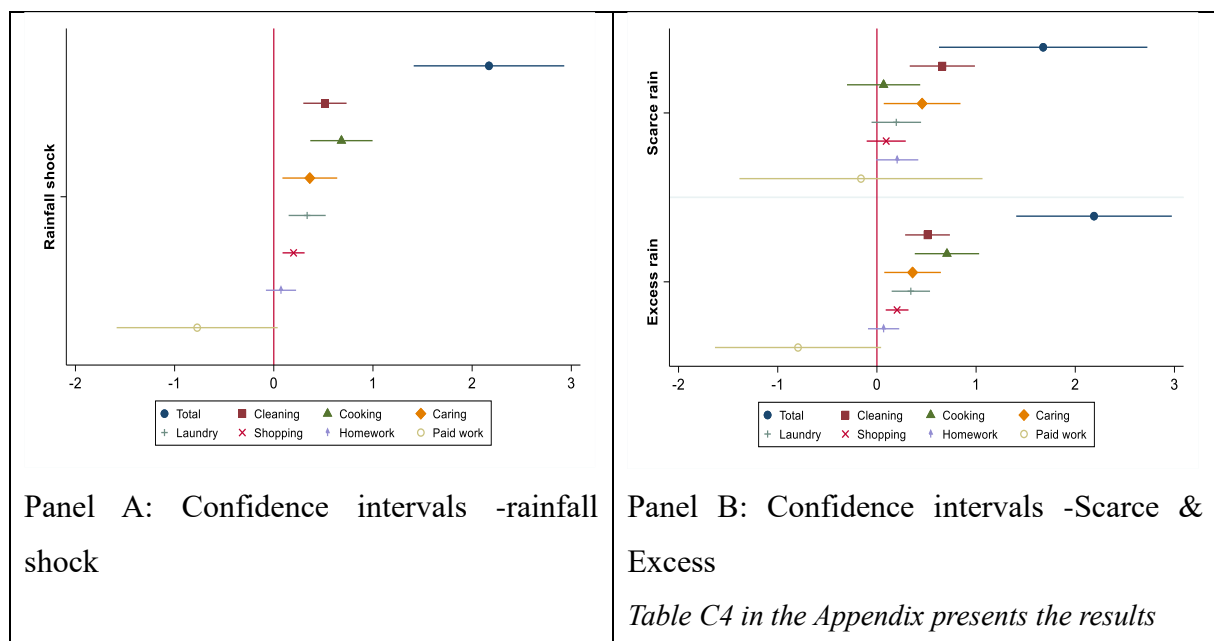 Rainfall shock
-2 -1 0 1 2 3
Total Cleaning Cooking Caring
Laundry Shopping Homework Paid work
Panel A: Confidence intervals -rainfall
shock
Scarce rain
Excess rain
-2 -1 0 1 2 3
Total Cleaning Cooking Caring
Laundry Shopping Homework Paid work
Panel B: Confidence intervals -Scarce &
Excess
Table C4 in the Appendix presents the results